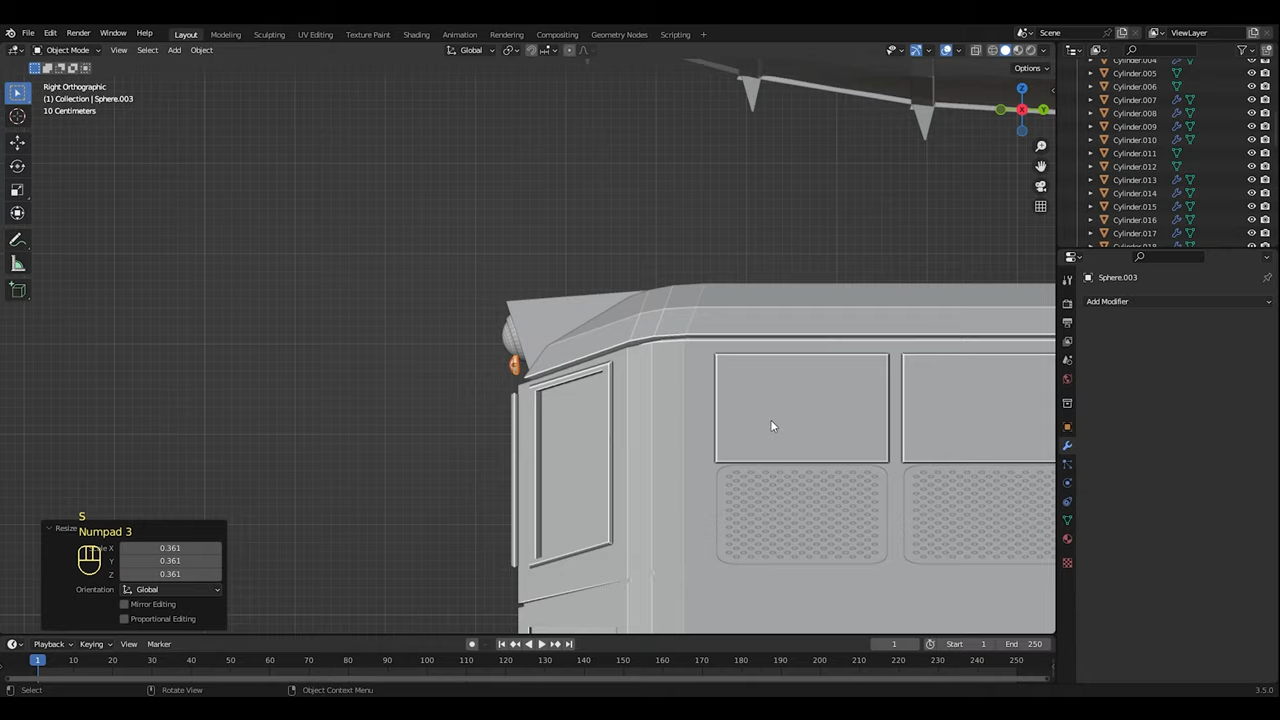 File Edit Render Window Help Layout Modeling Sculpting UV Editing Texture Paint Shading Animation Rendering Compositing Geometry Nodes Scripting Scene ViewLayer
Object Mode View Select Add Object Global
Options
Right Orthographic
(1) Collection | Sphere.003
10 Centimeters
Z
Y
X
Cylinder.004
Cylinder.005
Cylinder.006
Cylinder.007
Cylinder.008
Cylinder.009
Cylinder.010
Cylinder.011
Cylinder.012
Cylinder.013
Cylinder.014
Cylinder.015
Cylinder.016
Cylinder.017
Cylinder.018
Sphere.003
Add Modifier
S
Numpad 3
Resize
X 0.361
Y 0.361
Z 0.361
Orientation Global
Mirror Editing
Proportional Editing
Playback Keying View Marker 1 Start 1 End 250
1 10 20 30 40 50 60 70 80 90 100 110 120 130 140 150 160 170 180 190 200 210 220 230 240 250
Select Rotate View Object Context Menu 3.5.0